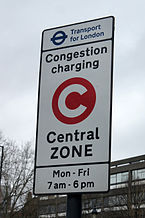 Transport
for London
Congestion
charging
C
Central
ZONE
Mon - Fri
7 am - 6 pm